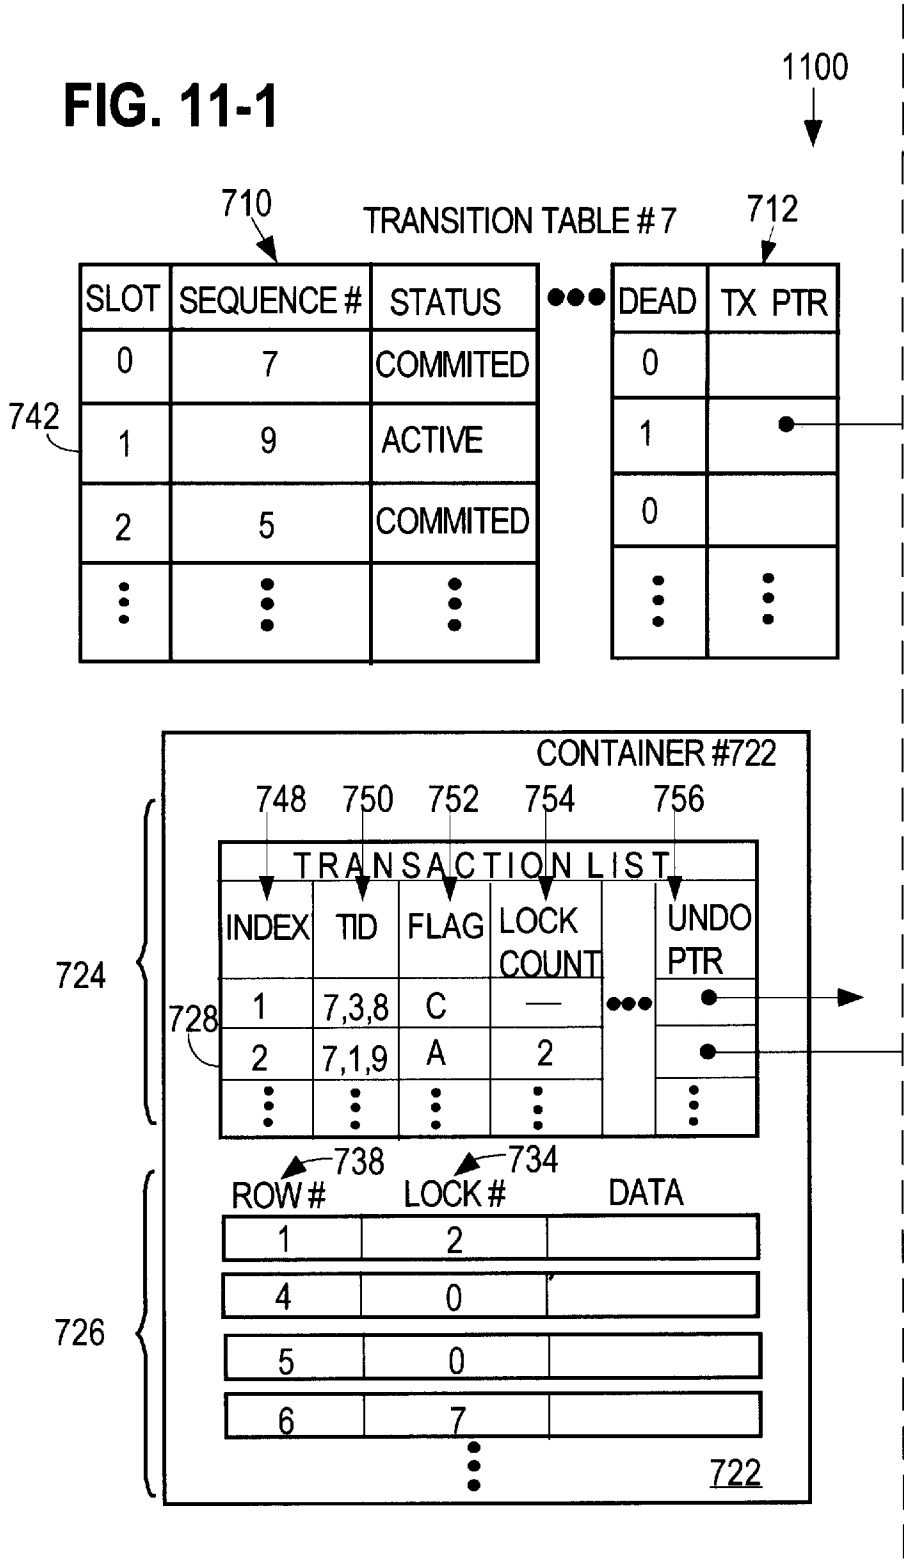 1100
FIG. 11-1
710
TRANSITION TABLE # 7
712
SLOT SEQUENCE # STATUS ●●● DEAD TX PTR
0 7 COMMITED 0
742
1 9 ACTIVE 1
2 5 COMMITED 0
CONTAINER #722
748 750 752 754 756
TRANSACTION LIST
INDEX TID FLAG LOCK COUNT UNDO PTR
724
1 7,3,8 C — ●●●
728
2 7,1,9 A 2
738 734
ROW # LOCK # DATA
1 2
4 0
726
5 0
6 7
722